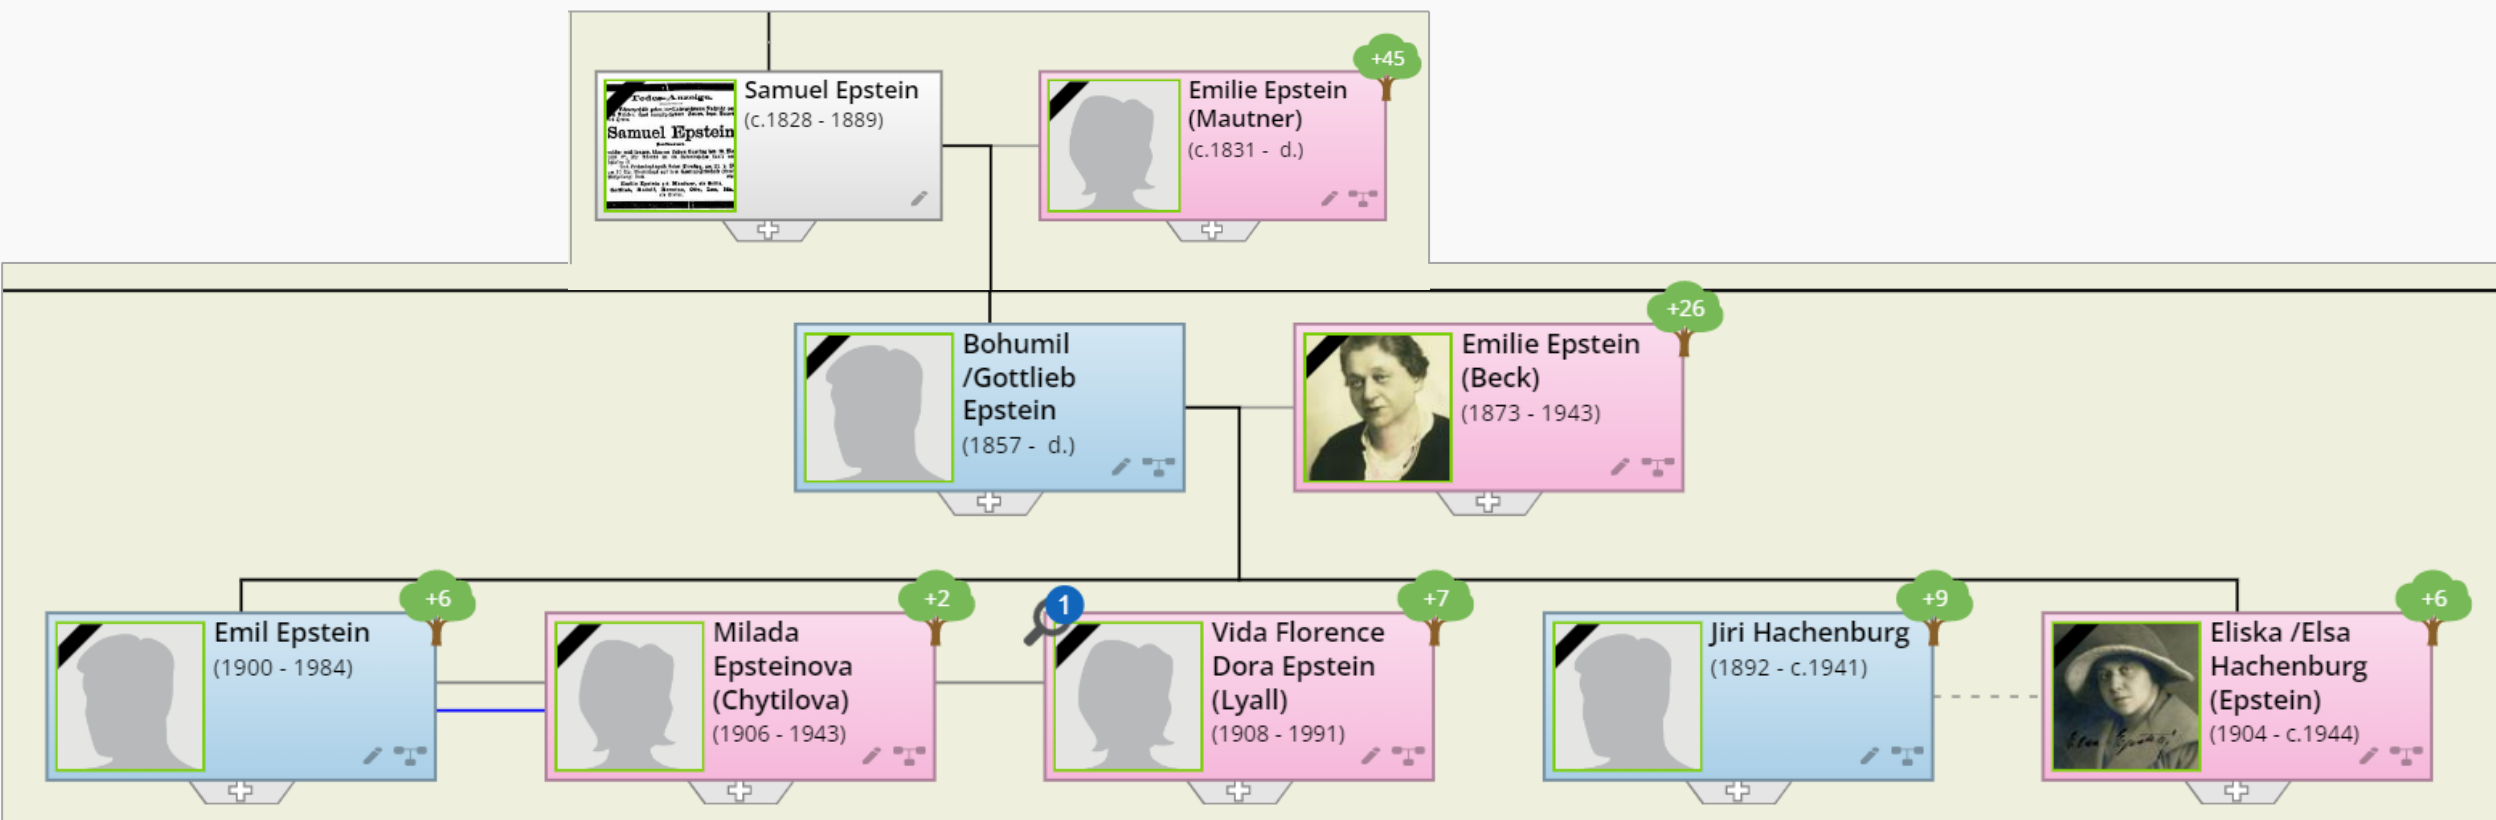 +45
Samuel Epstein
(c.1828 - 1889)
Todes-Anzeige.
Samuel Epstein
Emilie Epstein
(Mautner)
(c.1831 - d.)
+26
Bohumil
/Gottlieb
Epstein
(1857 - d.)
Emilie Epstein
(Beck)
(1873 - 1943)
+6
+2
1
+7
+9
+6
Emil Epstein
(1900 - 1984)
Milada
Epsteinova
(Chytilova)
(1906 - 1943)
Vida Florence
Dora Epstein
(Lyall)
(1908 - 1991)
Jiri Hachenburg
(1892 - c.1941)
Eliska /Elsa
Hachenburg
(Epstein)
(1904 - c.1944)